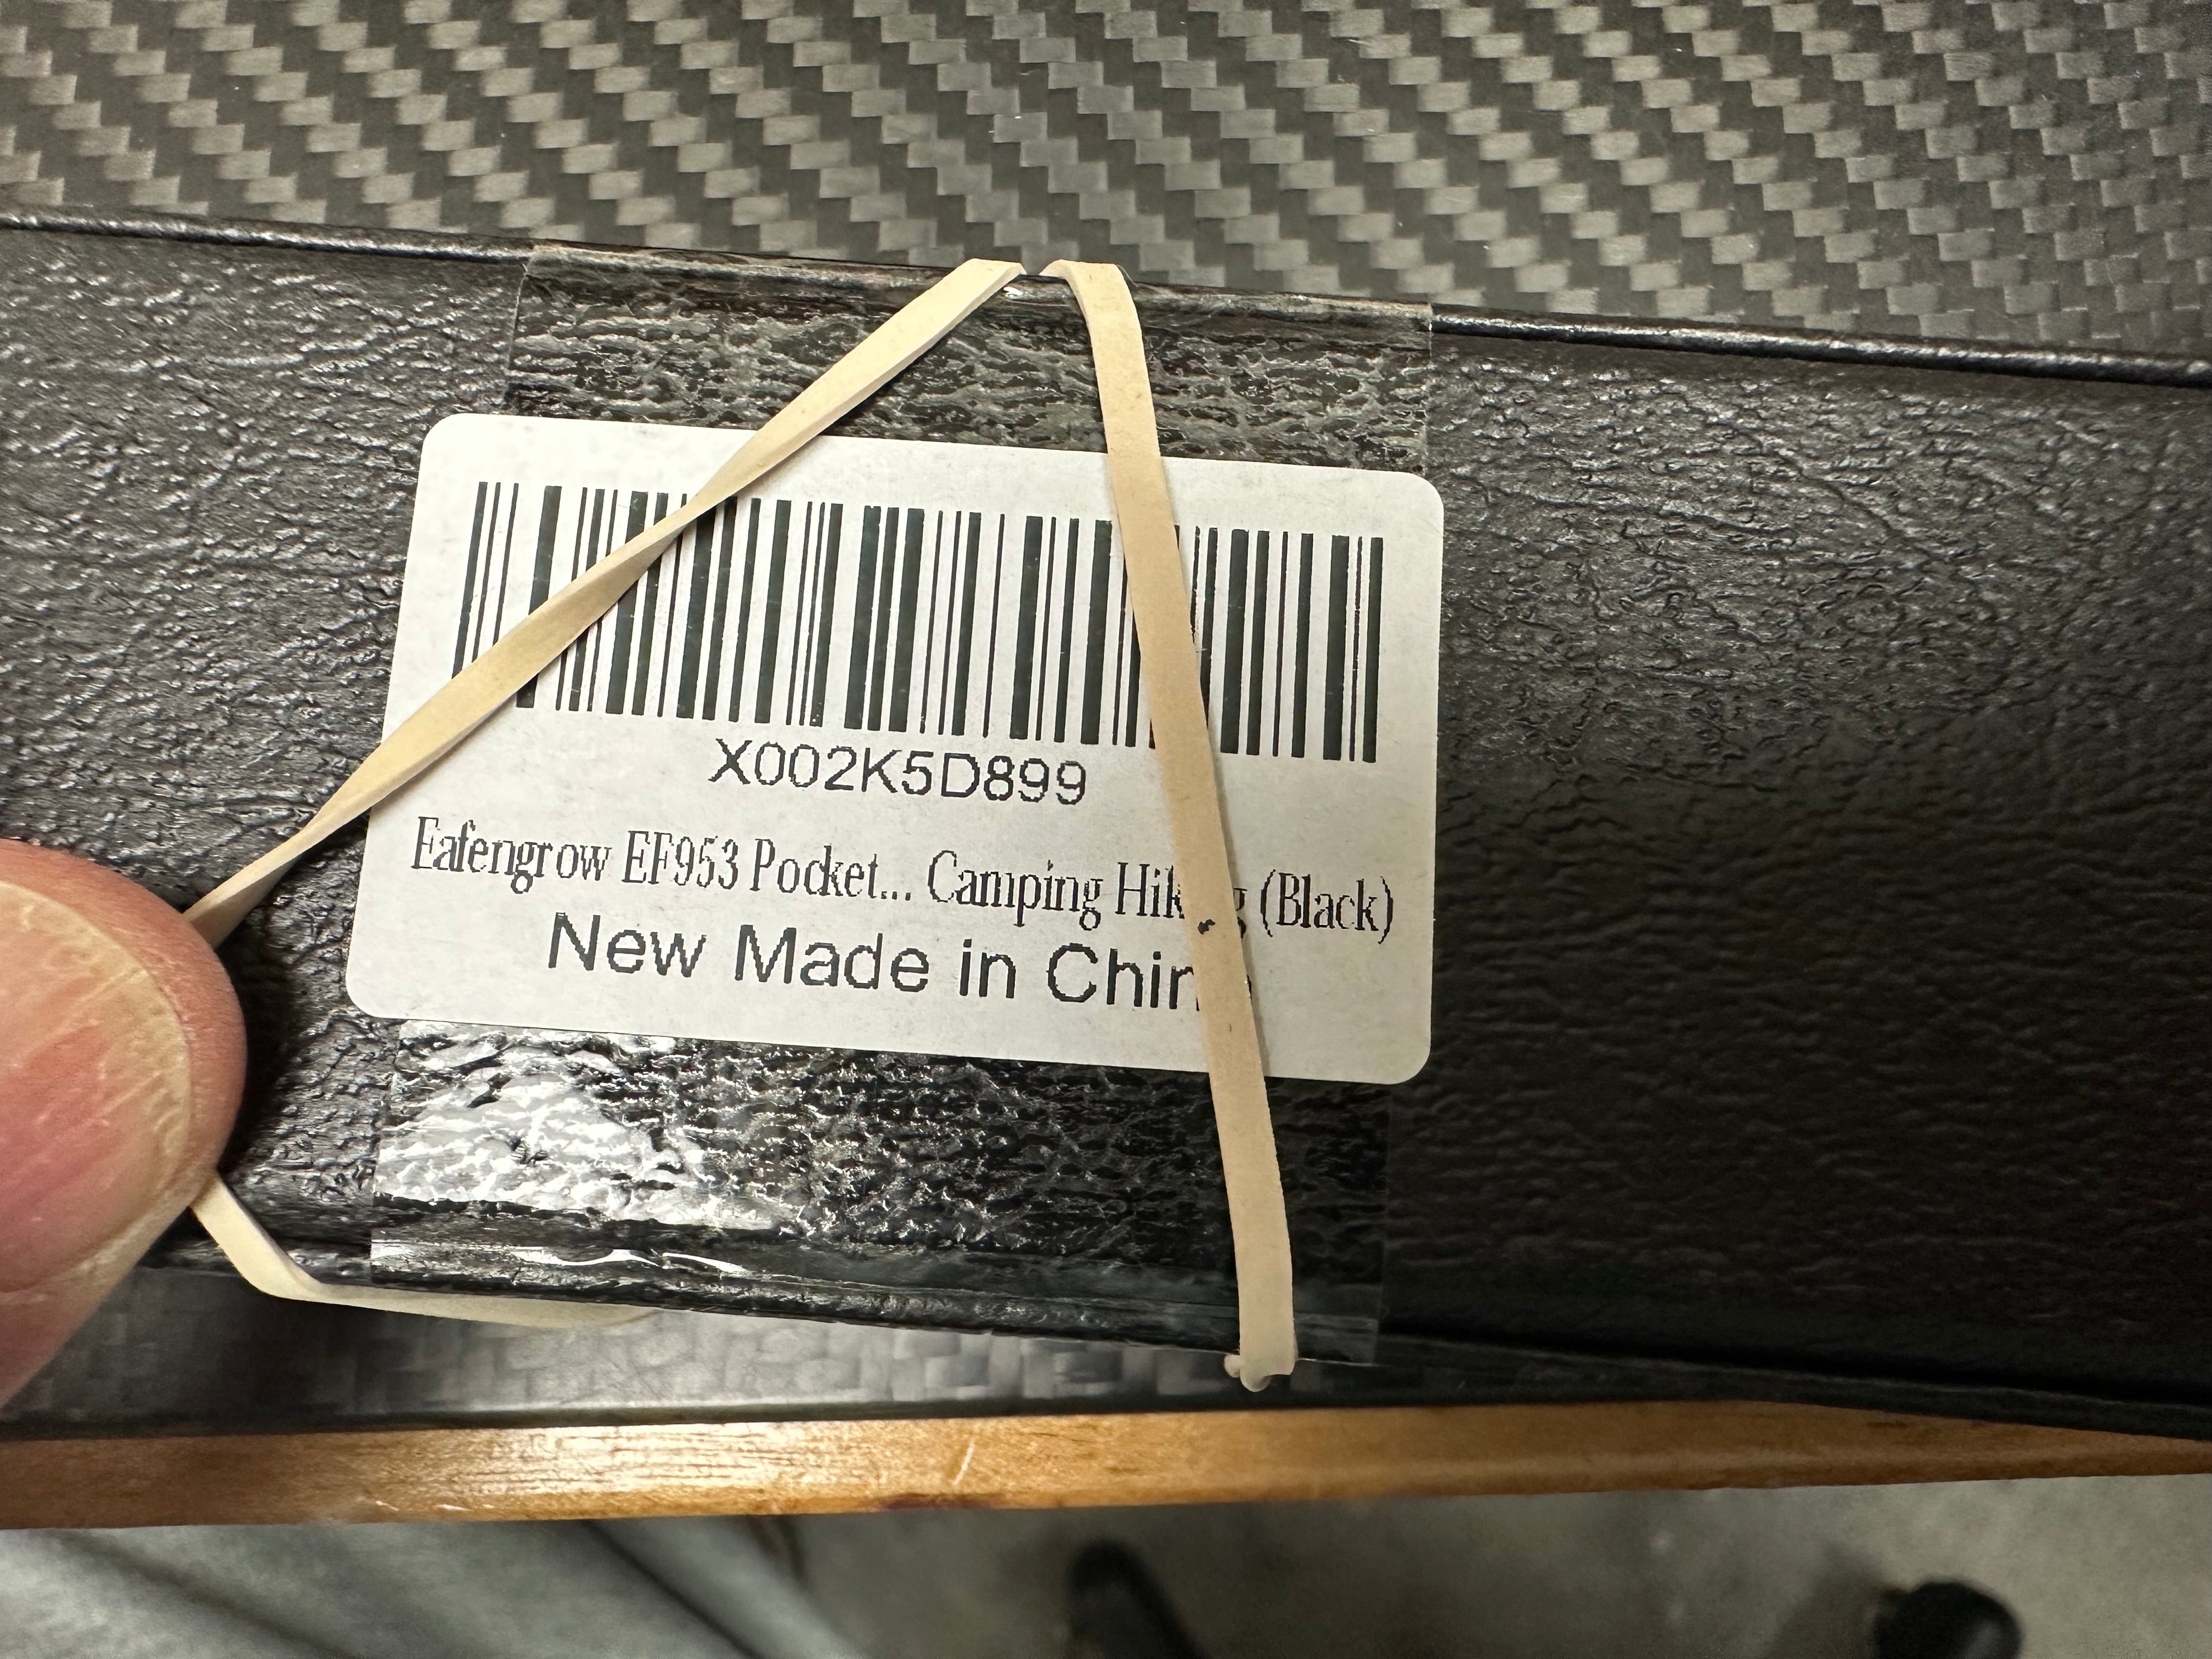 X002K5D899
Eafengrow EF953 Pocket... Camping (Black)
New Made in